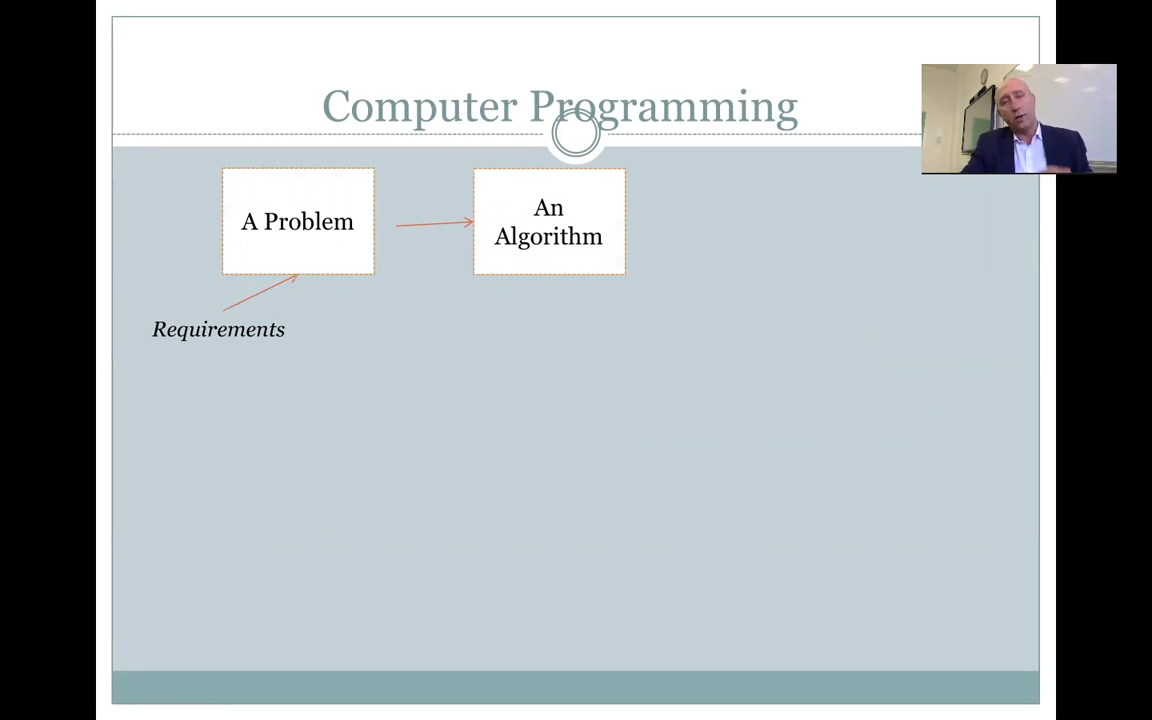 Computer Programming
A Problem
An
Algorithm
Requirements